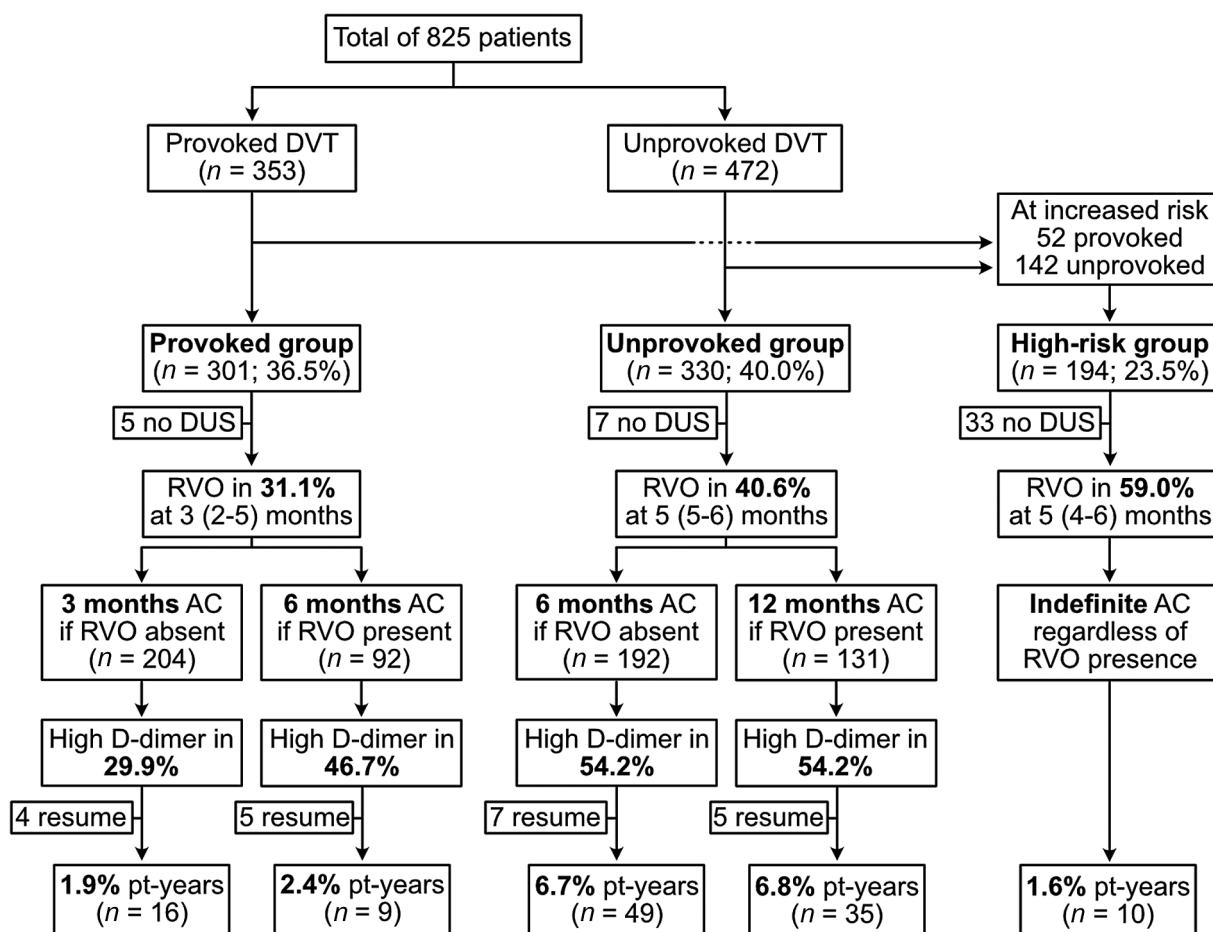 Total of 825 patients
Provoked DVT
(n = 353)
Unprovoked DVT
(n = 472)
At increased risk
52 provoked
142 unprovoked
Provoked group
(n = 301; 36.5%)
Unprovoked group
(n = 330; 40.0%)
High-risk group
(n = 194; 23.5%)
5 no DUS
7 no DUS
33 no DUS
RVO in 31.1%
at 3 (2-5) months
RVO in 40.6%
at 5 (5-6) months
RVO in 59.0%
at 5 (4-6) months
3 months AC
if RVO absent
(n = 204)
6 months AC
if RVO present
(n = 92)
6 months AC
if RVO absent
(n = 192)
12 months AC
if RVO present
(n = 131)
Indefinite AC
regardless of
RVO presence
High D-dimer in
29.9%
High D-dimer in
46.7%
High D-dimer in
54.2%
High D-dimer in
54.2%
4 resume
5 resume
7 resume
5 resume
1.9% pt-years
(n = 16)
2.4% pt-years
(n = 9)
6.7% pt-years
(n = 49)
6.8% pt-years
(n = 35)
1.6% pt-years
(n = 10)